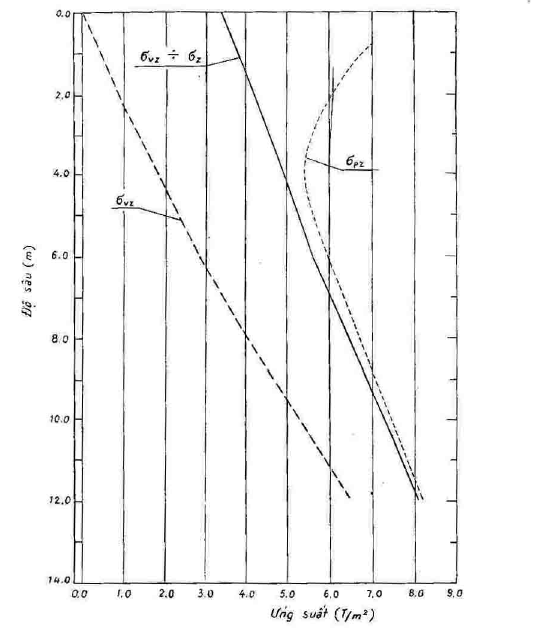 0.0
σvz ÷ σz
2,0
σpz
4.0
σvz
6.0
Độ sâu (m)
8.0
10.0
12.0
14.0
0.0 1.0 2.0 3.0 4.0 5.0 6.0 7.0 8.0 9.0
Ứng suất (T/m²)